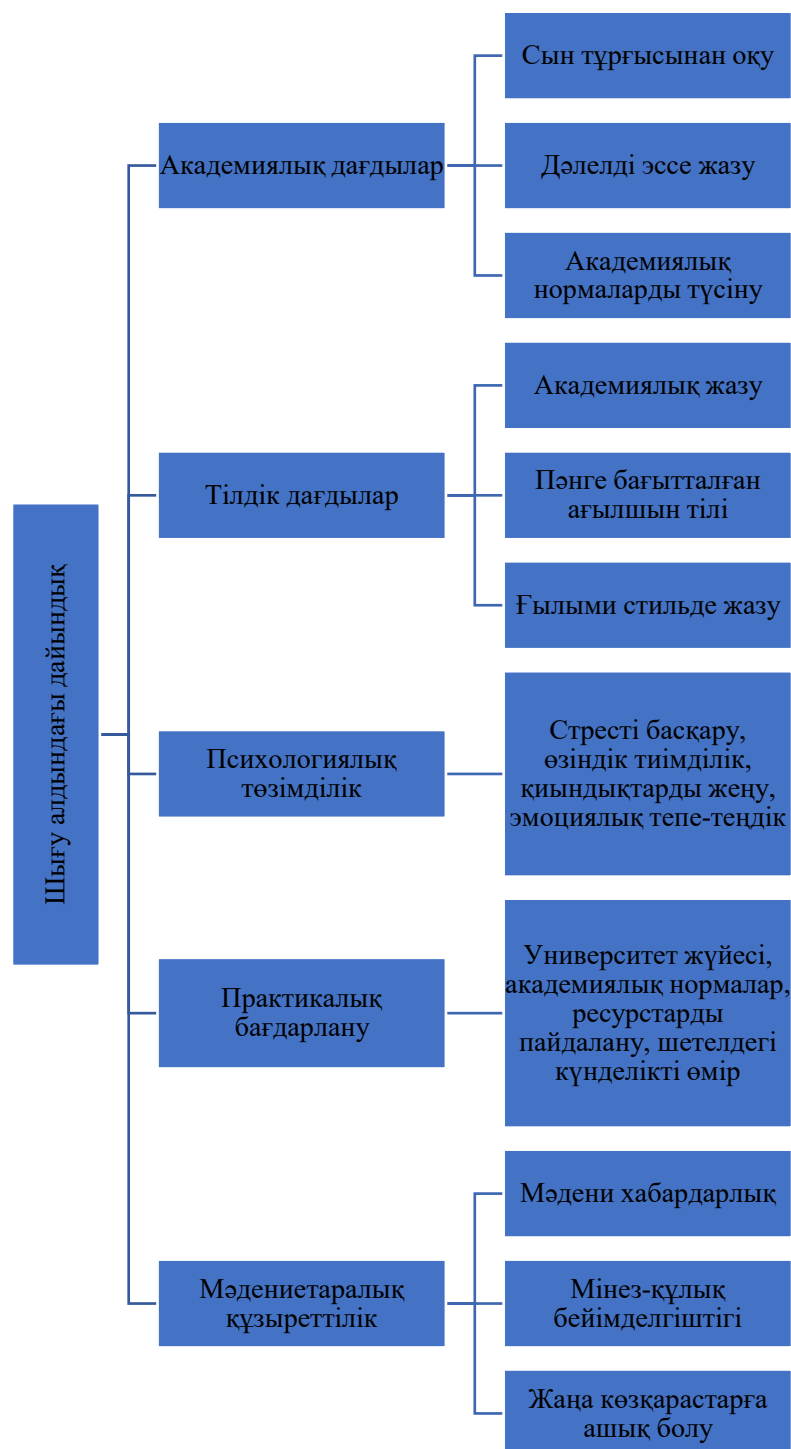 Шығу алдындағы дайындық
Академиялық дағдылар
Сын тұрғысынан оқу
Дәлелді эссе жазу
Академиялық
нормаларды түсіну
Тілдік дағдылар
Академиялық жазу
Пәнге бағытталған
ағылшын тілі
Ғылыми стильде жазу
Психологиялық
төзімділік
Стресті басқару,
өзіндік тиімділік,
қиындықтарды жеңу,
эмоциялық тепе-теңдік
Практикалық
бағдарлану
Университет жүйесі,
академиялық нормалар,
ресурстарды
пайдалану, шетелдегі
күнделікті өмір
Мәдениетаралық
құзыреттілік
Мәдени хабардарлық
Мінез-құлық
бейімделгіштігі
Жаңа көзқарастарға
ашық болу